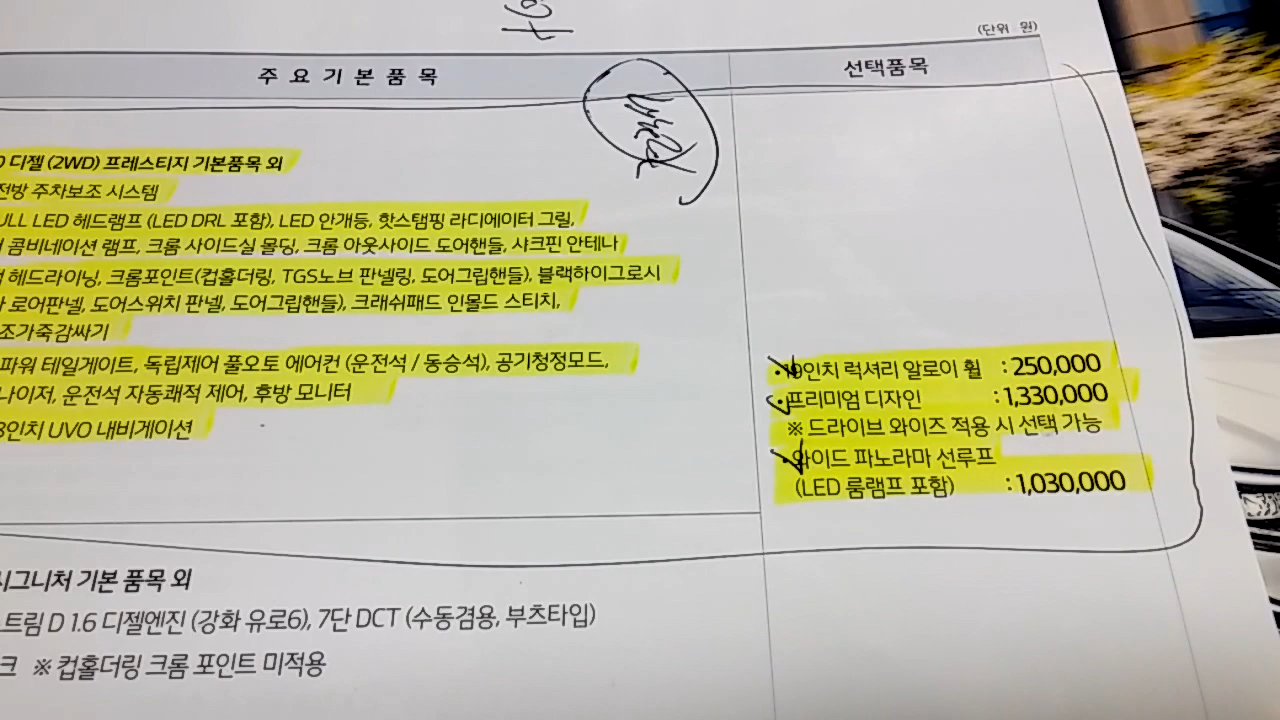 (단위 원)
주 요 기 본 품 목
선택품목
디젤 (2WD) 프레스티지 기본품목 외
전방 주차보조 시스템
ULL LED 헤드램프 (LED DRL 포함), LED 안개등, 핫스탬핑 라디에이터 그릴,
콤비네이션 램프, 크롬 사이드실 몰딩, 크롬 아웃사이드 도어핸들, 샤크핀 안테나
헤드라이닝, 크롬포인트(컵홀더링, TGS노브 판넬링, 도어그립핸들), 블랙하이그로시
로어판넬, 도어스위치 판넬, 도어그립핸들), 크래쉬패드 인몰드 스티치,
조가죽감싸기
파워 테일게이트, 독립제어 풀오토 에어컨 (운전석 / 동승석), 공기청정모드,
나이저, 운전석 자동쾌적 제어, 후방 모니터
8인치 UVO 내비게이션
•19인치 럭셔리 알로이 휠 : 250,000
•프리미엄 디자인 : 1,330,000
※ 드라이브 와이즈 적용 시 선택 가능
•와이드 파노라마 선루프
(LED 룸램프 포함) : 1,030,000
시그니처 기본 품목 외
트림 D 1.6 디젤엔진 (강화 유로6), 7단 DCT (수동겸용, 부츠타입)
크 ※ 컵홀더링 크롬 포인트 미적용